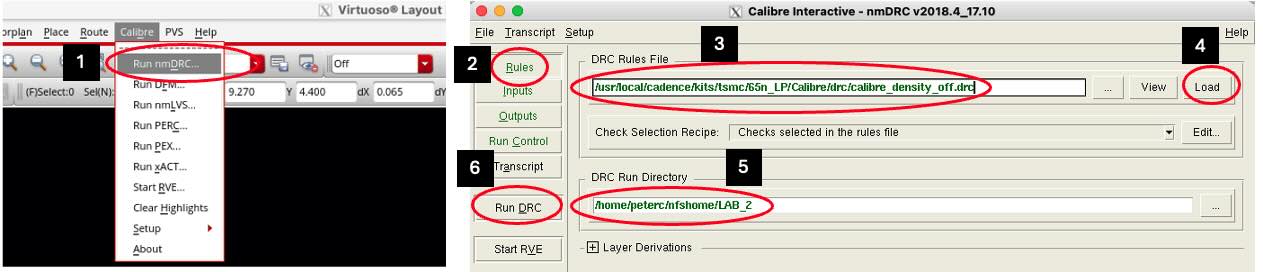 Virtuoso® Layout
orplan Place Route Calibre PVS Help
1
Run nmDRC...
Off
(F)Select:0 Sel(N): 9.270 Y 4.400 dX 0.065 dY
Run DFM...
Run nmLVS...
Run PERC...
Run PEX...
Run xACT...
Start RVE...
Clear Highlights
Setup
About
Calibre Interactive - nmDRC v2018.4_17.10
File Transcript Setup Help
2
Rules
Inputs
Outputs
Run Control
Transcript
6
Run DRC
Start RVE
3
4
DRC Rules File
/usr/local/cadence/kits/tsmc/65n_LP/Calibre/drc/calibre_density_off.drc
... View Load
Check Selection Recipe: Checks selected in the rules file Edit...
5
DRC Run Directory
/home/peterc/nfshome/LAB_2
...
Layer Derivations